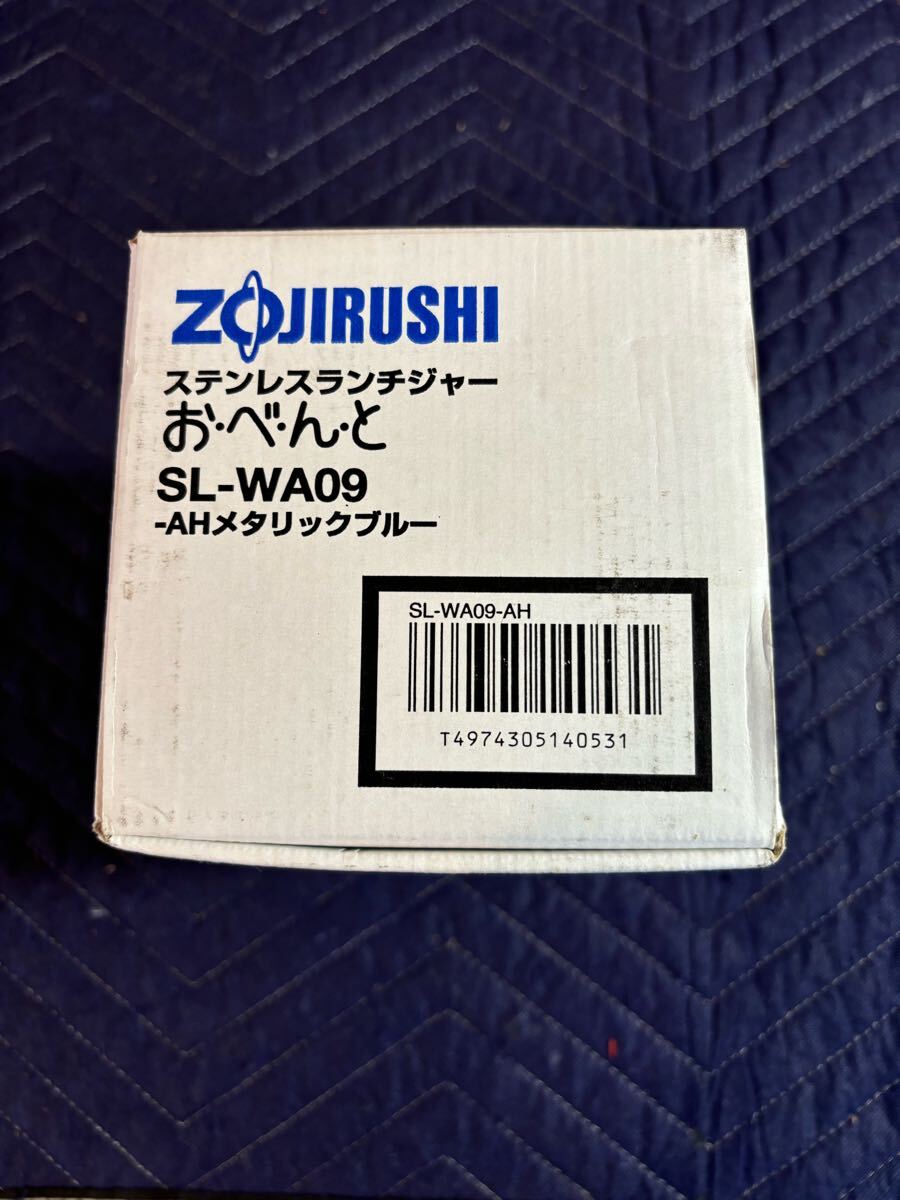 ZOJIRUSHI
ステンレスランチジャー
お・べ・ん・と
SL-WA09
-AHメタリックブルー
SL-WA09-AH
T4974305140531